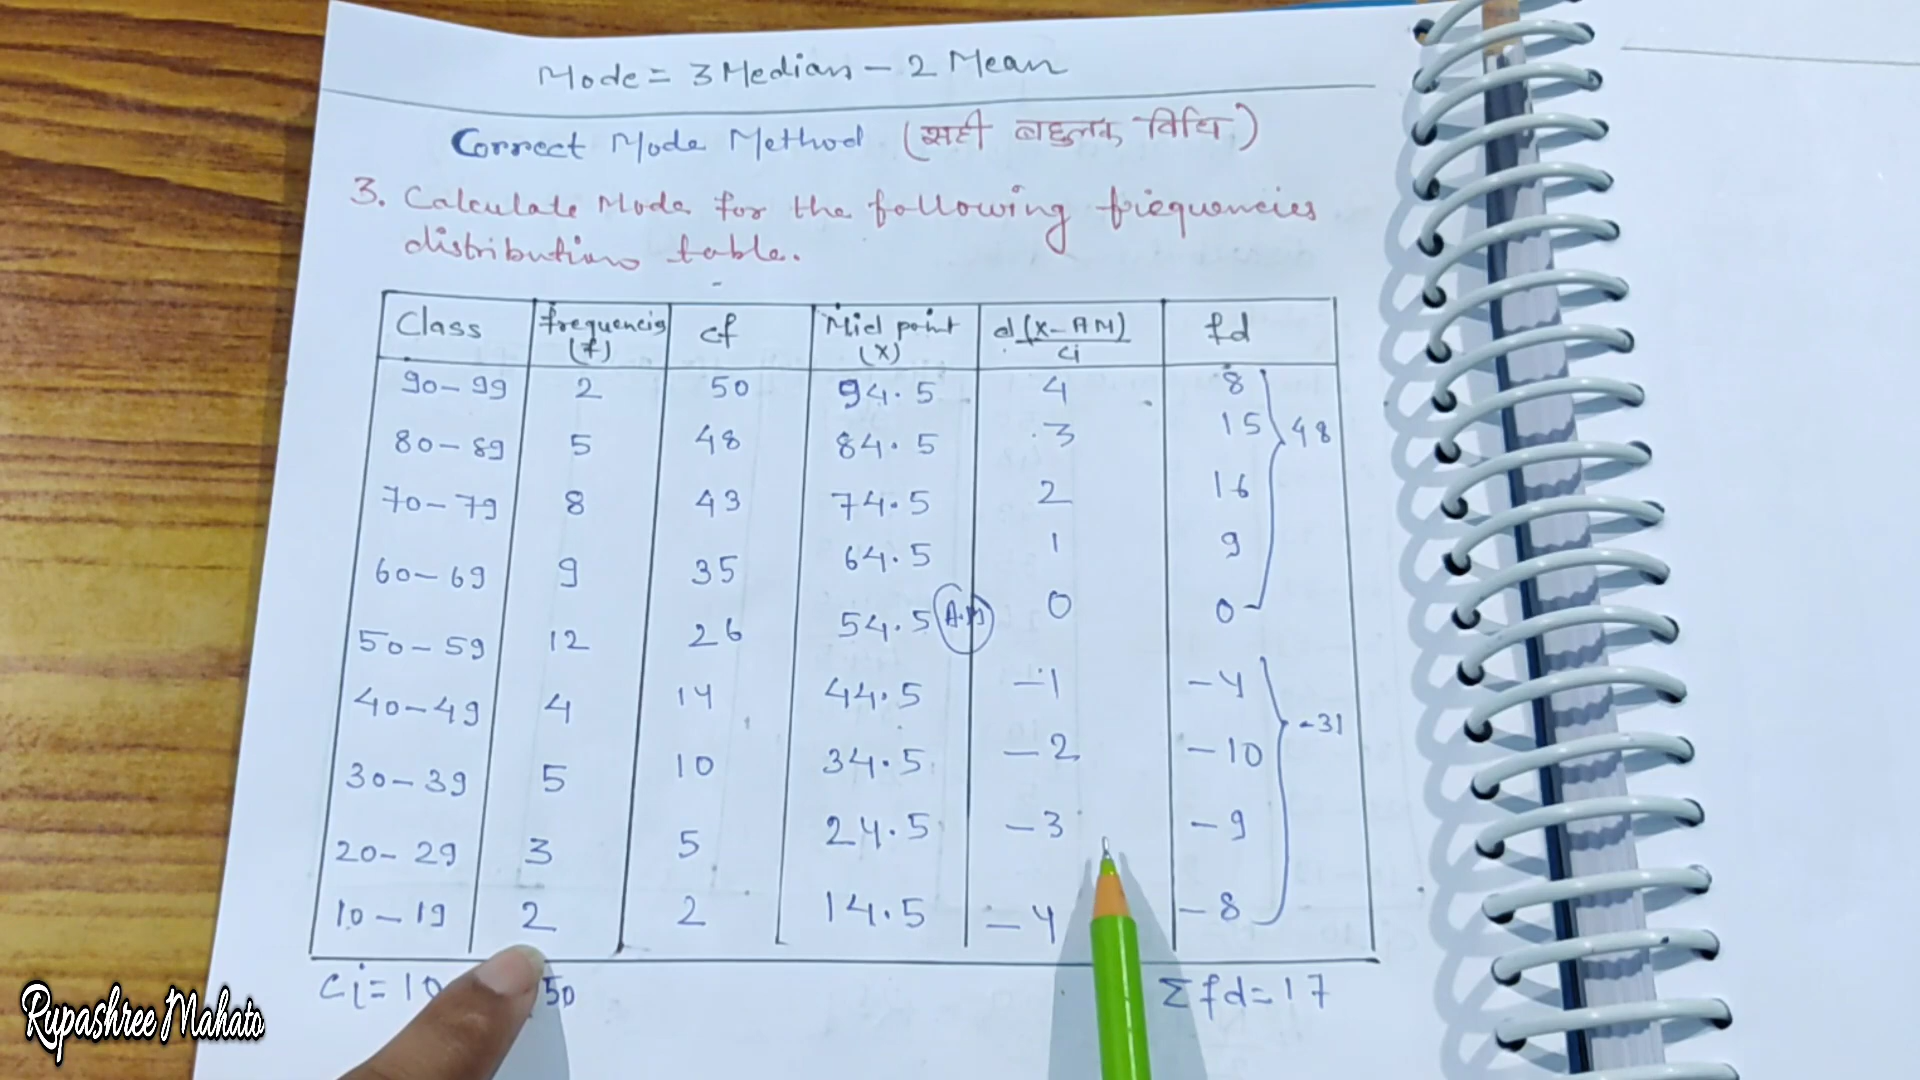 Mode = 3 Median - 2 Mean
Correct Mode Method (सही बहुलक विधि)
3. Calculate Mode for the following frequencies
distribution table.
Class frequencies (f) cf Mid point (X) d (X-AM)/ci fd
90-99 2 50 94.5 4 8
80-89 5 48 84.5 3 15 48
70-79 8 43 74.5 2 16
60-69 9 35 64.5 1 9
50-59 12 26 54.5 A.M 0 0
40-49 4 14 44.5 -1 -4
30-39 5 10 34.5 -2 -10 -31
20-29 3 5 24.5 -3 -9
10-19 2 2 14.5 -4 -8
Ci=10 50 Σfd=17
Rupashree Mahato